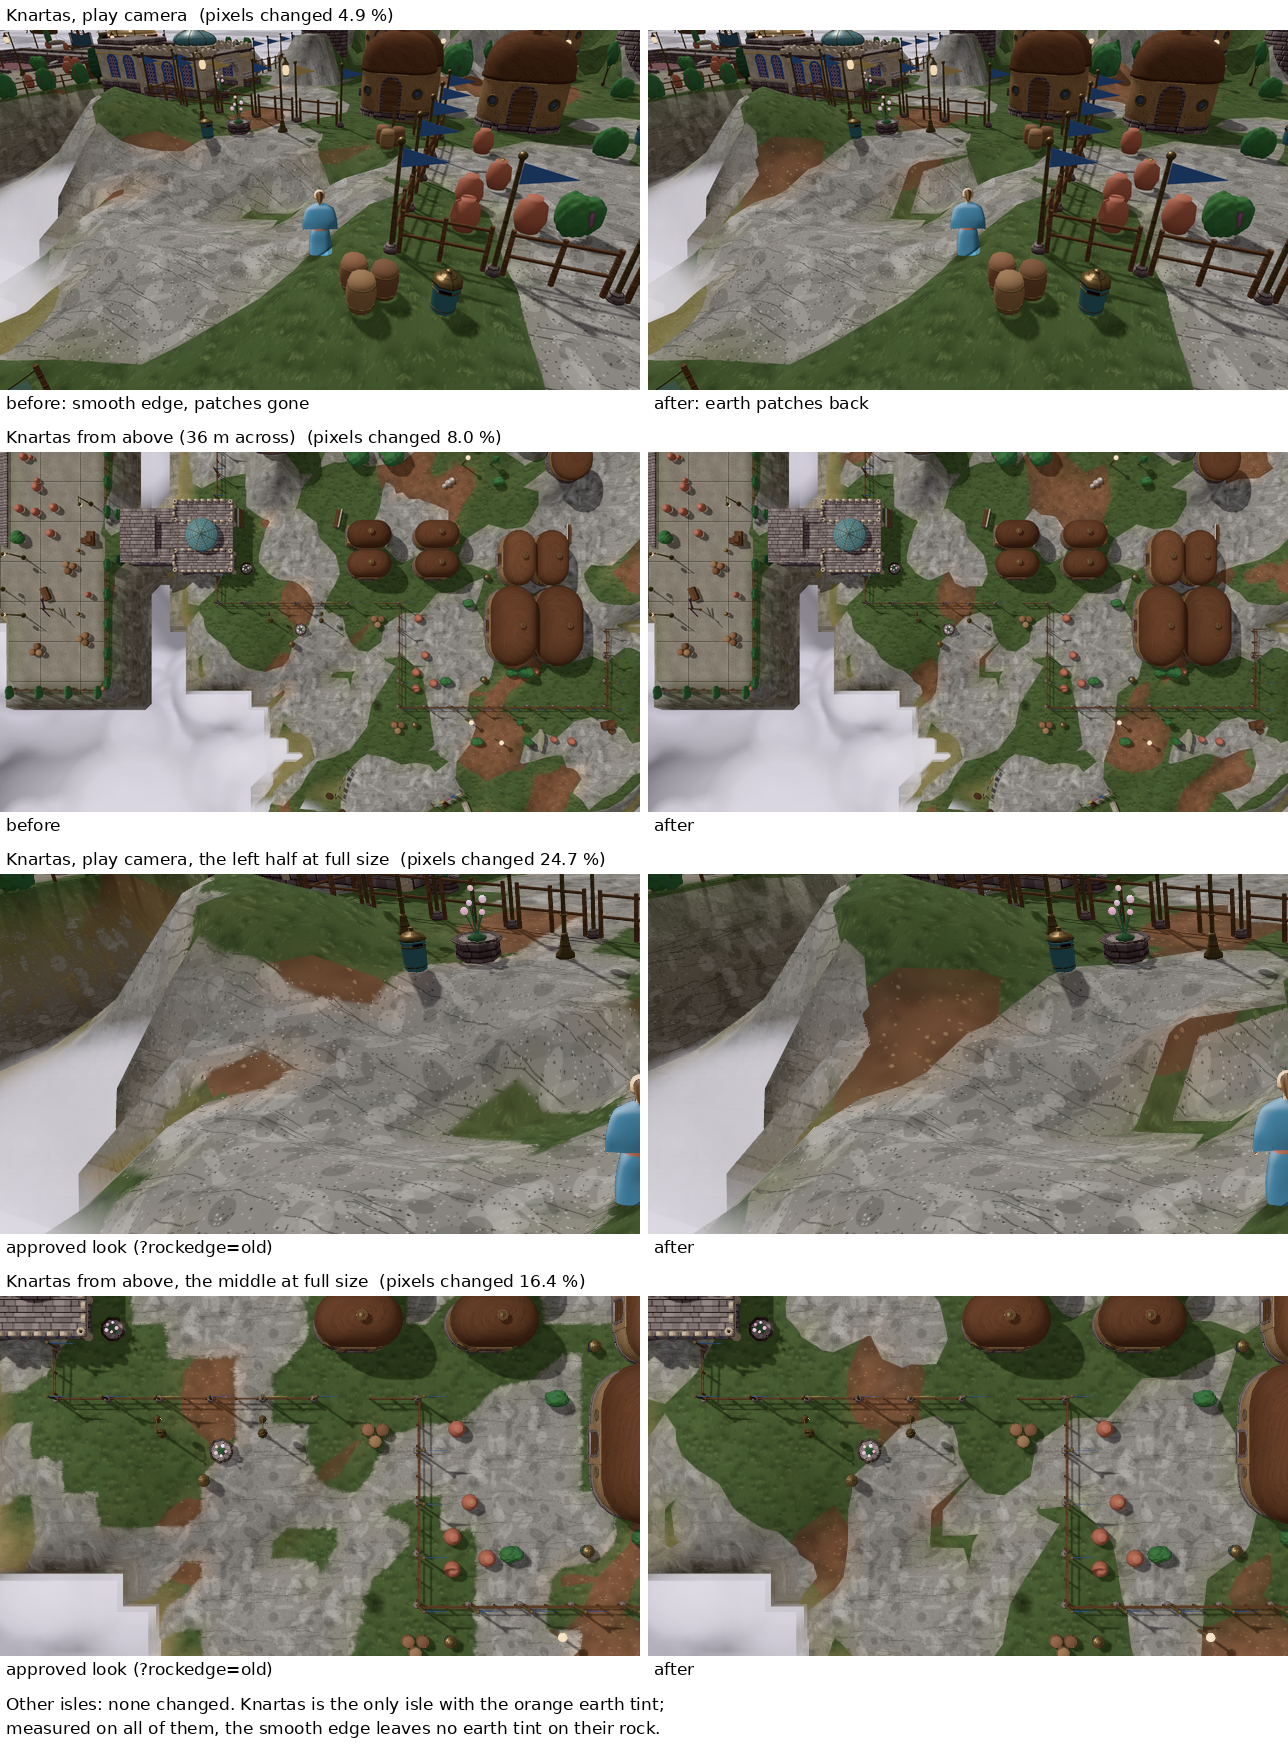 Knartas, play camera  (pixels changed 4.9 %)
before: smooth edge, patches gone
after: earth patches back
Knartas from above (36 m across)  (pixels changed 8.0 %)
before
after
Knartas, play camera, the left half at full size  (pixels changed 24.7 %)
approved look (?rockedge=old)
after
Knartas from above, the middle at full size  (pixels changed 16.4 %)
approved look (?rockedge=old)
after
Other isles: none changed. Knartas is the only isle with the orange earth tint;
measured on all of them, the smooth edge leaves no earth tint on their rock.